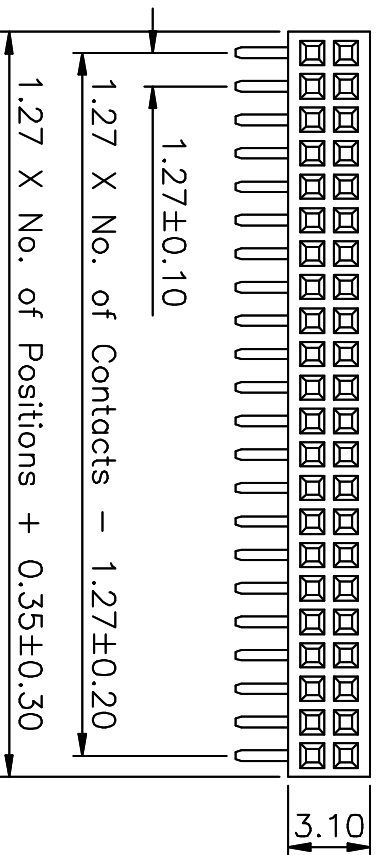 1.27±0.10
1.27 X No. of Contacts - 1.27±0.20
1.27 X No. of Positions + 0.35±0.30
3.10